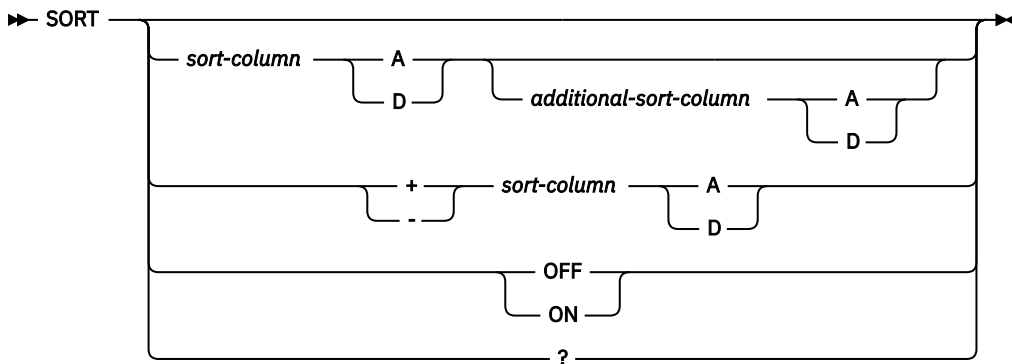 SORT
sort-column A
D
additional-sort-column A
D
+ sort-column A
- D
OFF
ON
?